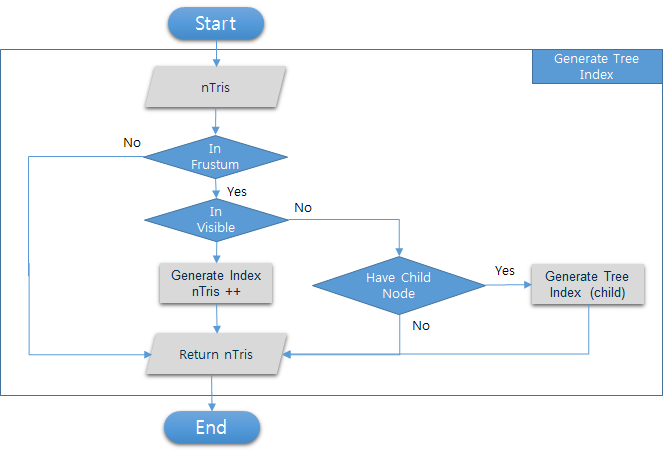 Start
Generate Tree
Index
nTris
No
In
Frustum
Yes
In
Visible
No
Generate Index
nTris ++
Have Child
Node
Yes
Generate Tree
Index (child)
No
Return nTris
End